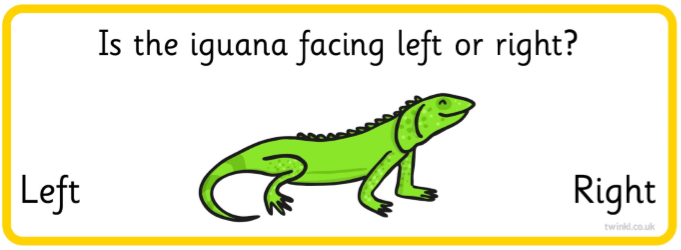 Is the iguana facing left or right?
Left
Right
twinkl.co.uk